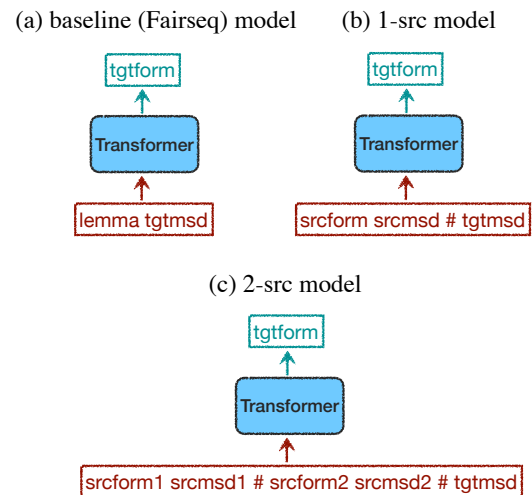 (a) baseline (Fairseq) model
tgtform
Transformer
lemma tgtmsd
(b) 1-src model
tgtform
Transformer
srcform srcmsd # tgtmsd
(c) 2-src model
tgtform
Transformer
srcform1 srcmsd1 # srcform2 srcmsd2 # tgtmsd